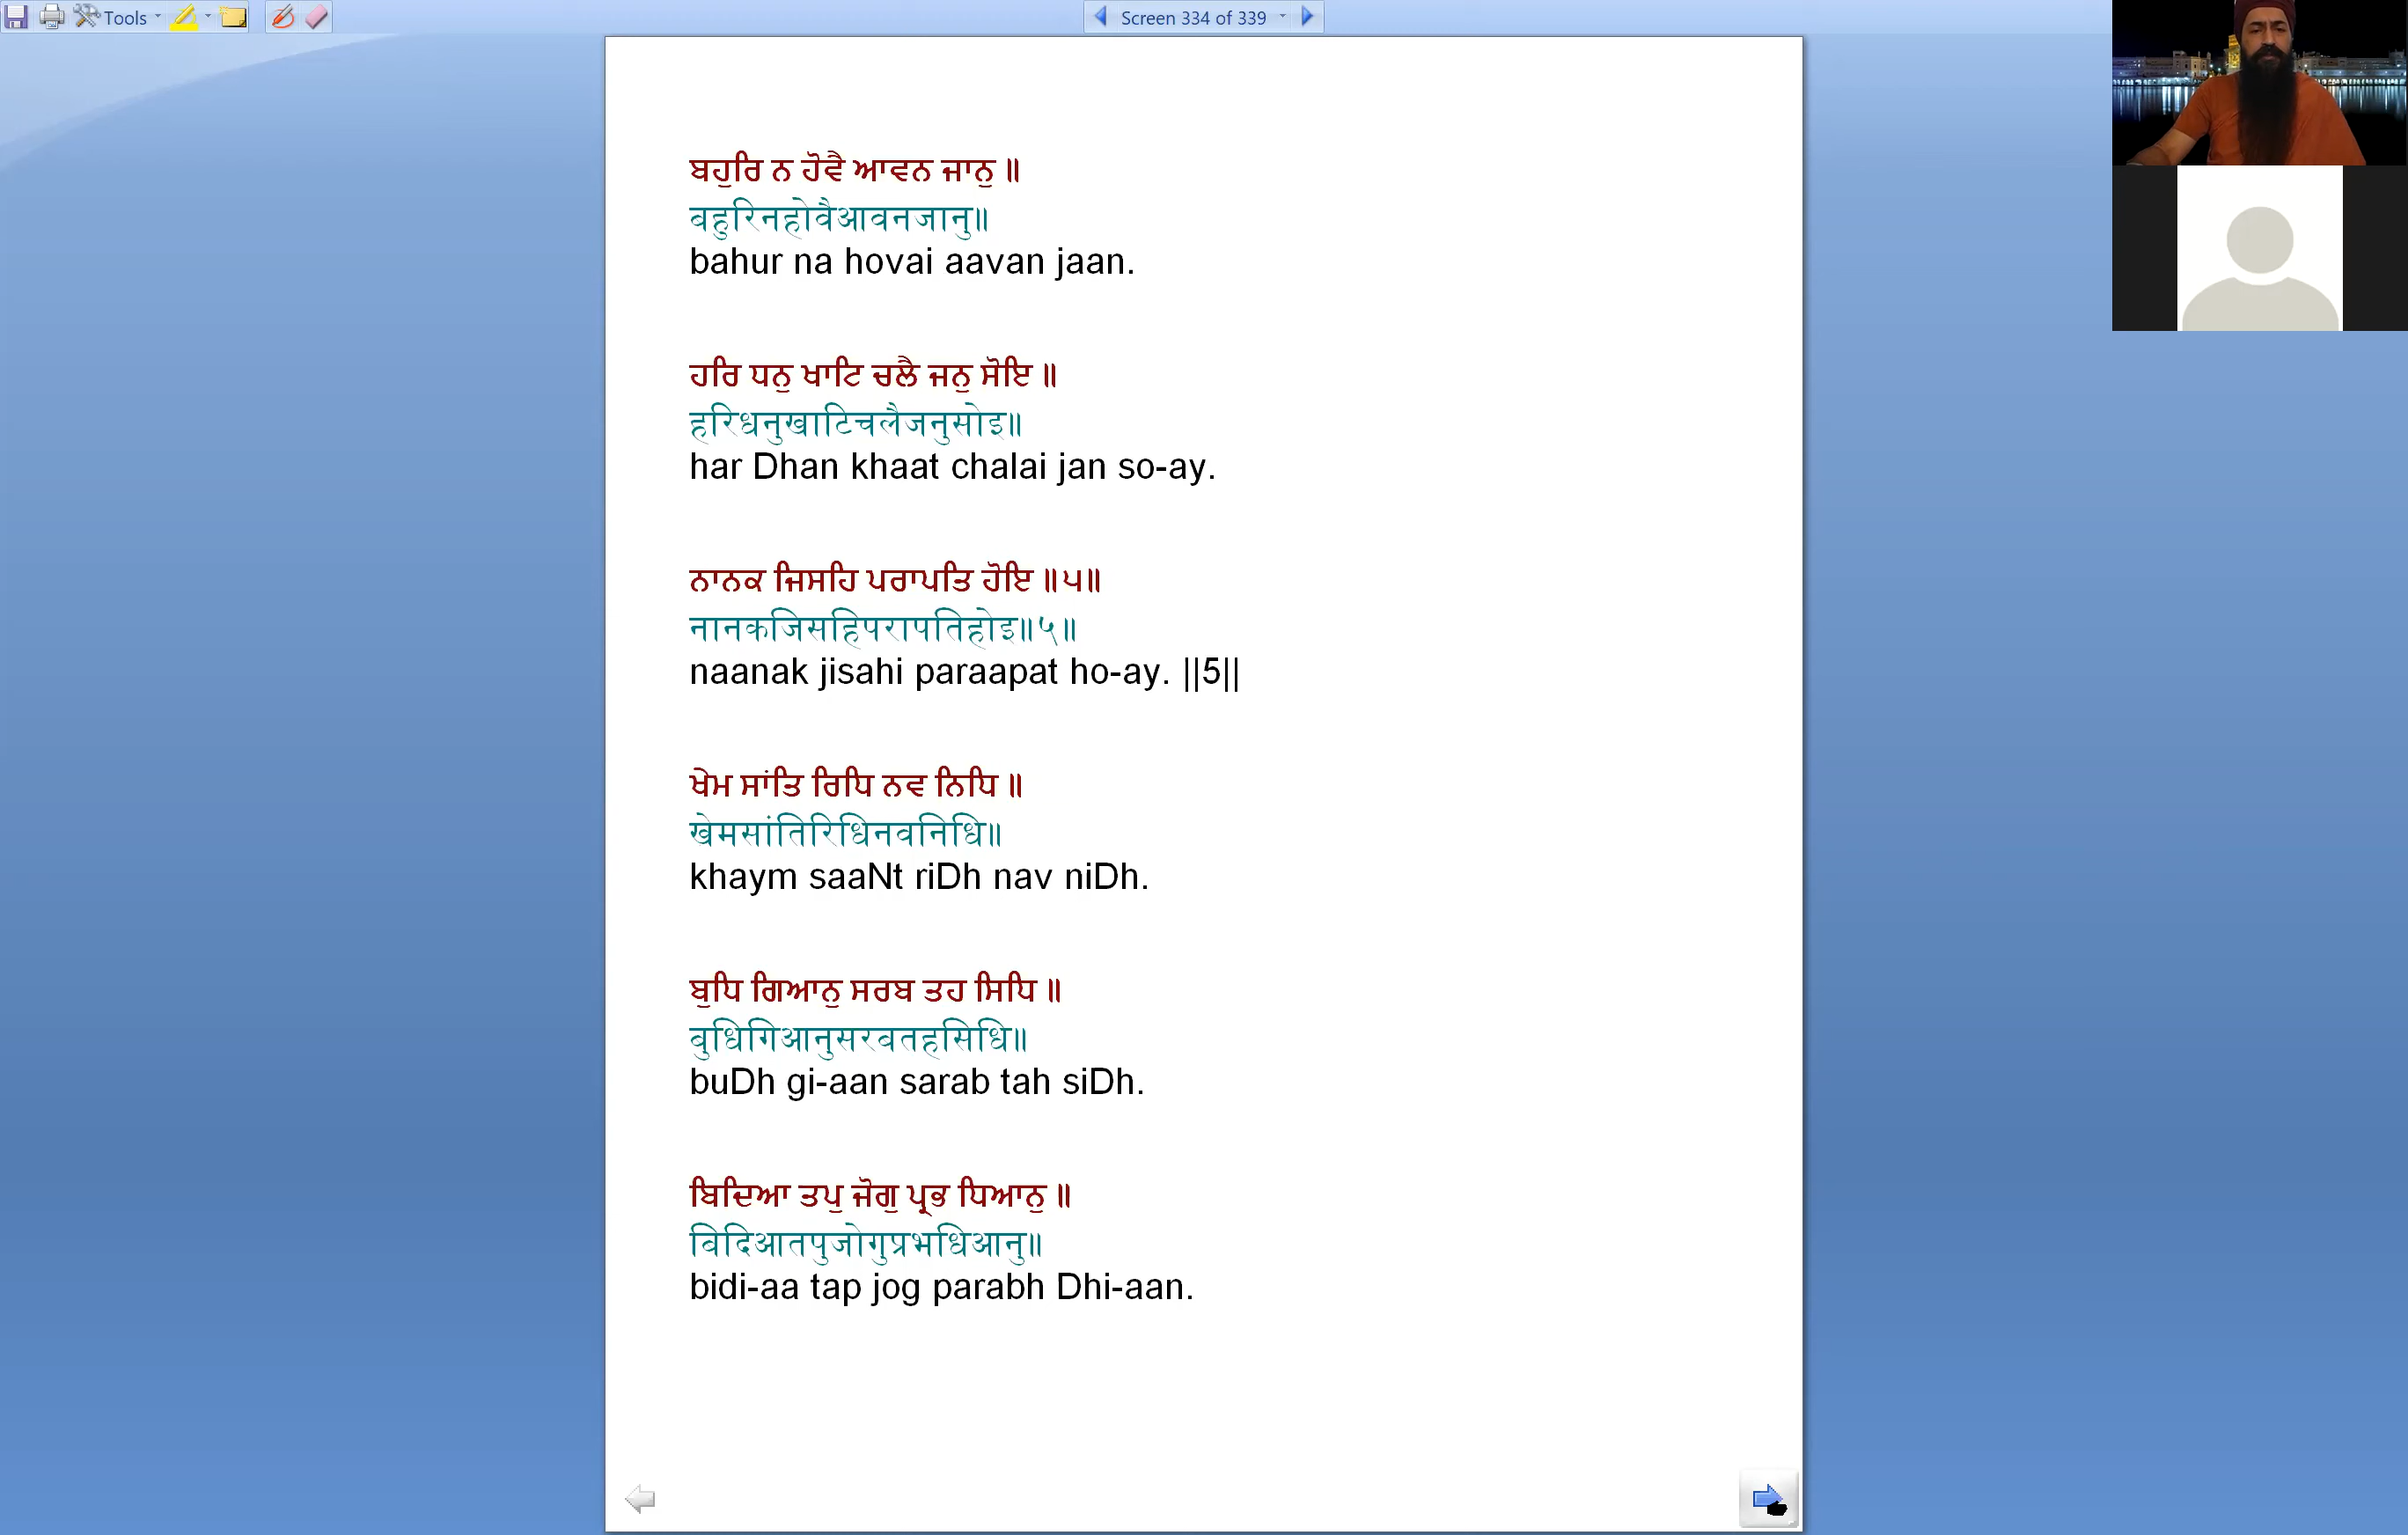 Tools
Screen 334 of 339
ਬਹੁਰਿ ਨ ਹੋਵੈ ਆਵਨ ਜਾਨੁ ॥
बहुरिनहोवैआवनजानु॥
bahur na hovai aavan jaan.
ਹਰਿ ਧਨੁ ਖਾਟਿ ਚਲੈ ਜਨੁ ਸੋਇ ॥
हरिधनुखाटिचलैजनुसोइ॥
har Dhan khaat chalai jan so-ay.
ਨਾਨਕ ਜਿਸਹਿ ਪਰਾਪਤਿ ਹੋਇ ॥੫॥
नानकजिसहिपरापतिहोइ॥५॥
naanak jisahi paraapat ho-ay. ||5||
ਖੇਮ ਸਾਂਤਿ ਰਿਧਿ ਨਵ ਨਿਧਿ ॥
खेमसांतिरिधिनवनिधि॥
khaym saaNt riDh nav niDh.
ਬੁਧਿ ਗਿਆਨੁ ਸਰਬ ਤਹ ਸਿਧਿ ॥
बुधिगिआनुसरबतहसिधि॥
buDh gi-aan sarab tah siDh.
ਬਿਦਿਆ ਤਪੁ ਜੋਗੁ ਪ੍ਰਭ ਧਿਆਨੁ ॥
बिदिआतपुजोगुप्रभधिआनु॥
bidi-aa tap jog parabh Dhi-aan.